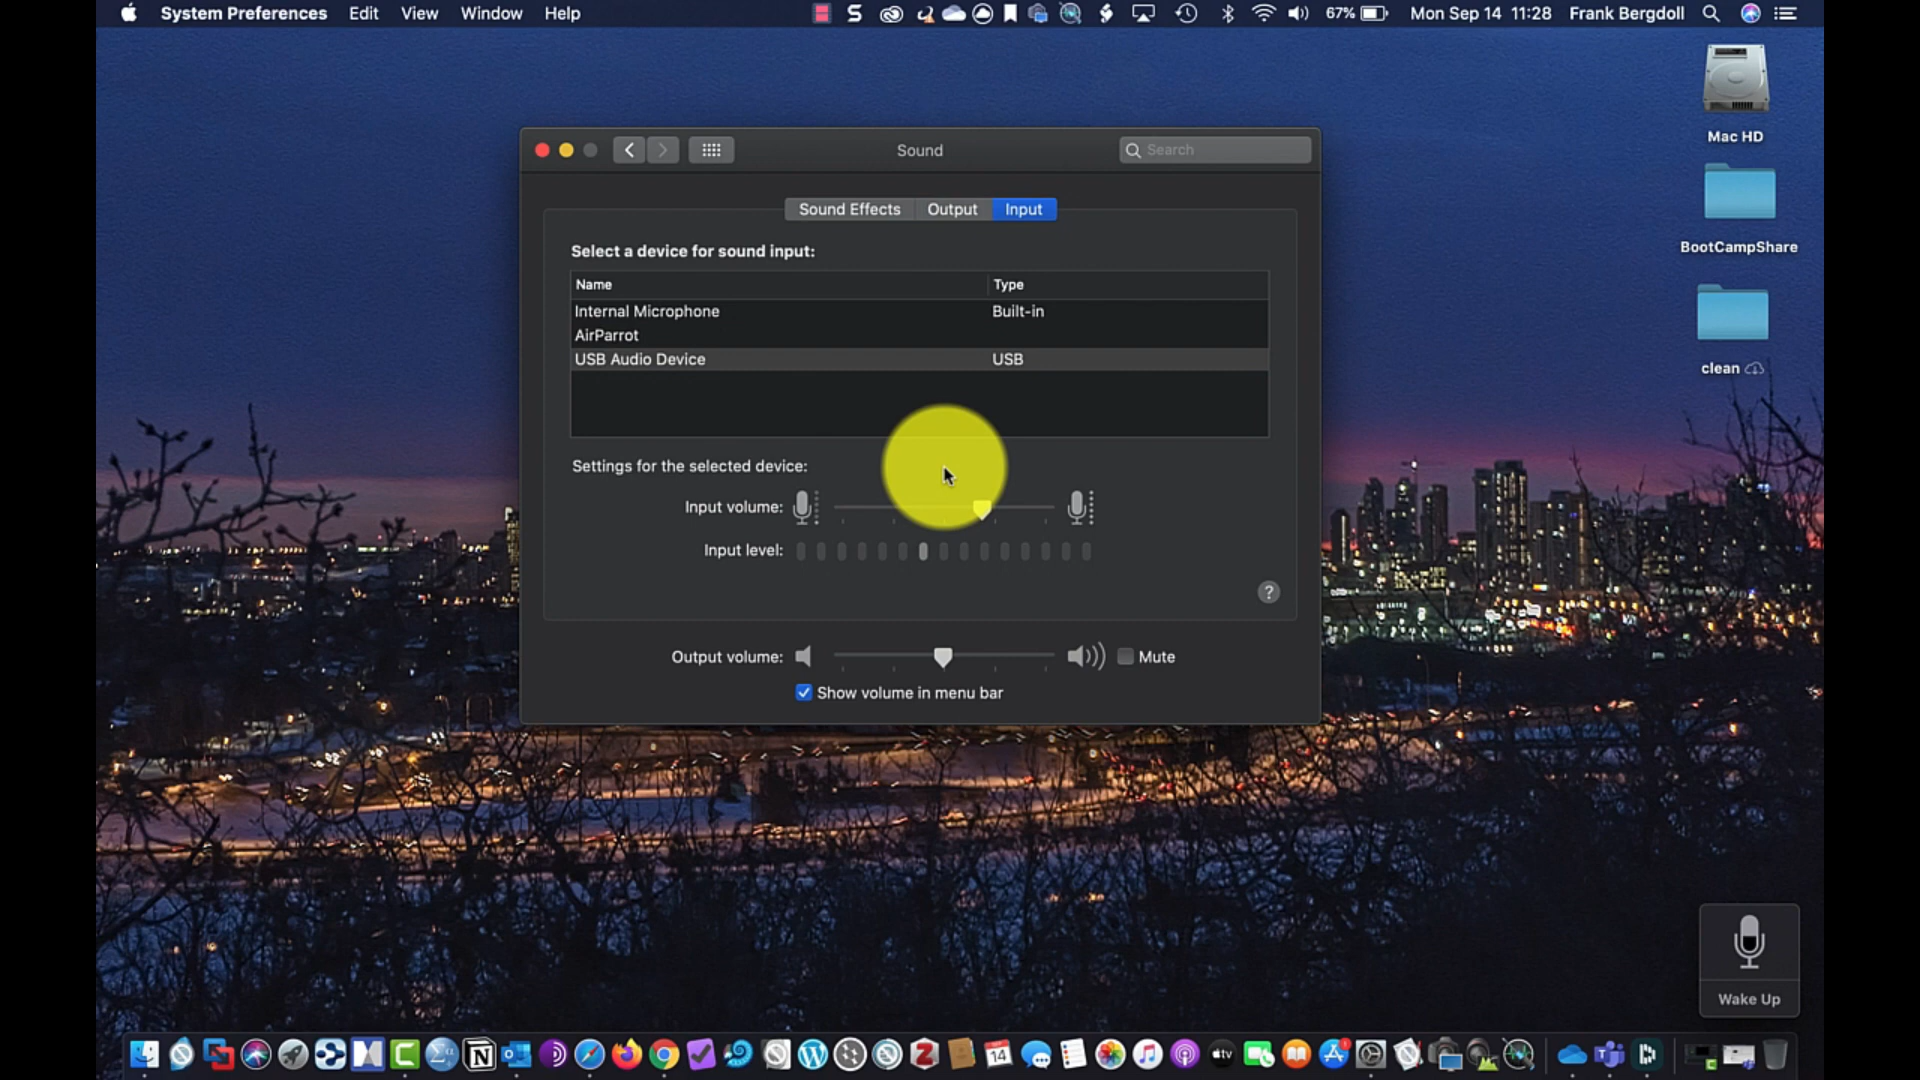 System Preferences Edit View Window Help 67% Mon Sep 14 11:28 Frank Bergdoll
Mac HD
BootCampShare
clean
Sound
Search
Sound Effects Output Input
Select a device for sound input:
Name Type
Internal Microphone Built-in
AirParrot
USB Audio Device USB
Settings for the selected device:
Input volume:
Input level:
?
Output volume: Mute
Show volume in menu bar
Wake Up
14
tv